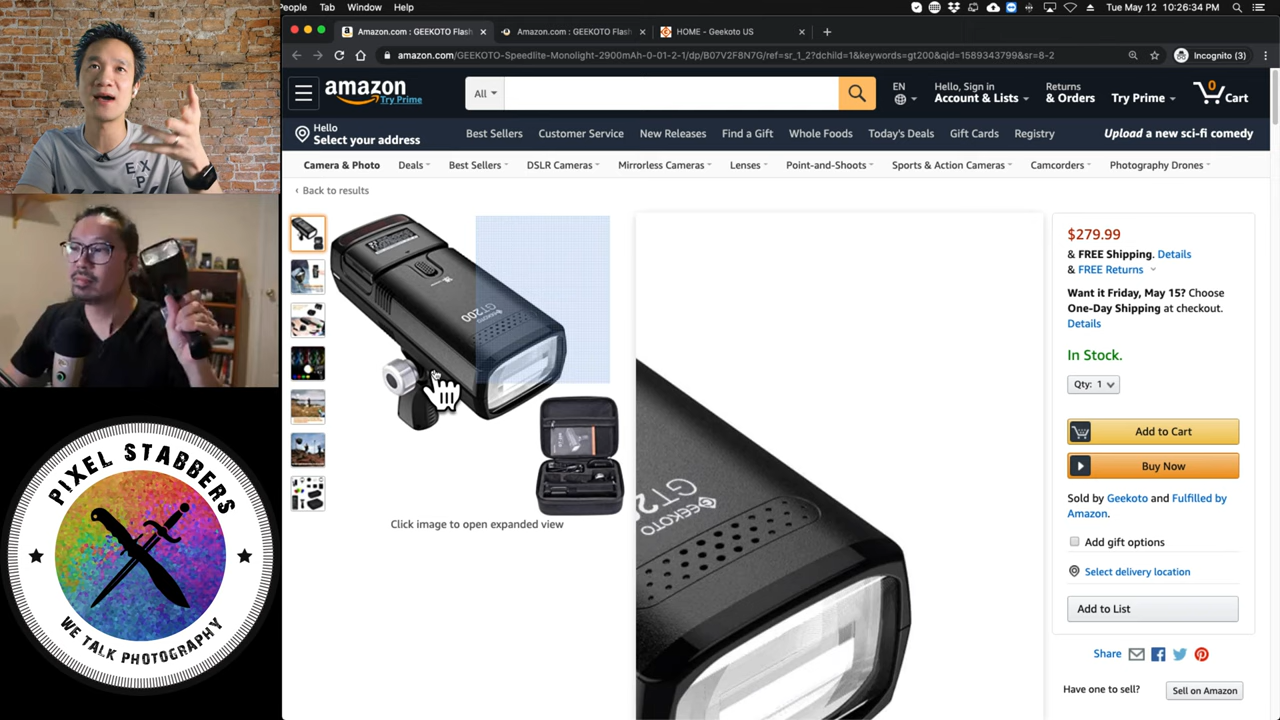 People Tab Window Help
0:26:34 PM
Amazon.com : GEEKOTO Flash
Amazon.com : GEEKOTO Flash
HOME - Geekoto US
amazon.com/GEEKOTO-Speedlite-Monolight-2900mAh-0-01-2-1/dp/B07V2F8N7G/ref=sr_1_2?dchild=1&keywords=gt200&qid=1589343799&sr=8-2
Incognito (3)
amazon
Try Prime
All
EN
Hello, Sign in
Account & Lists
Returns
& Orders
Try Prime
0
Cart
Hello
Select your address
Best Sellers Customer Service New Releases Find a Gift Whole Foods Today's Deals Gift Cards Registry
Upload a new sci-fi comedy
Camera & Photo Deals Best Sellers DSLR Cameras Mirrorless Cameras Lenses Point-and-Shoots Sports & Action Cameras Camcorders Photography Drones
‹ Back to results
GT200
GEEKOTO
Click image to open expanded view
GT2
GEEKOTO
$279.99
& FREE Shipping. Details
& FREE Returns
Want it Friday, May 15? Choose
One-Day Shipping at checkout.
Details
In Stock.
Qty: 1
Add to Cart
Buy Now
Sold by Geekoto and Fulfilled by
Amazon.
Add gift options
Select delivery location
Add to List
Share
Have one to sell?
Sell on Amazon
EX
P
PIXEL STABBERS
WE TALK PHOTOGRAPHY